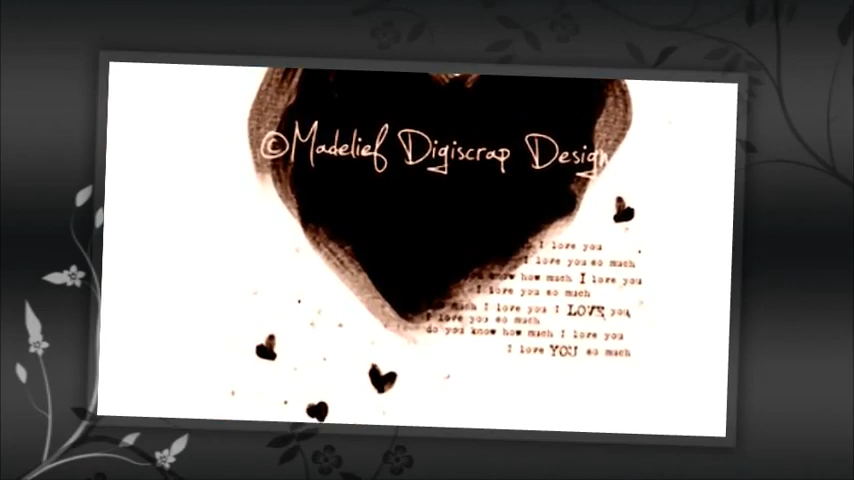 ©Madelief Digiscrap Design
I love you
I love you so much
know how much I love you
I love you so much
much I love you I LOVE you
I love you so much
do you know how much I love you
I love YOU so much